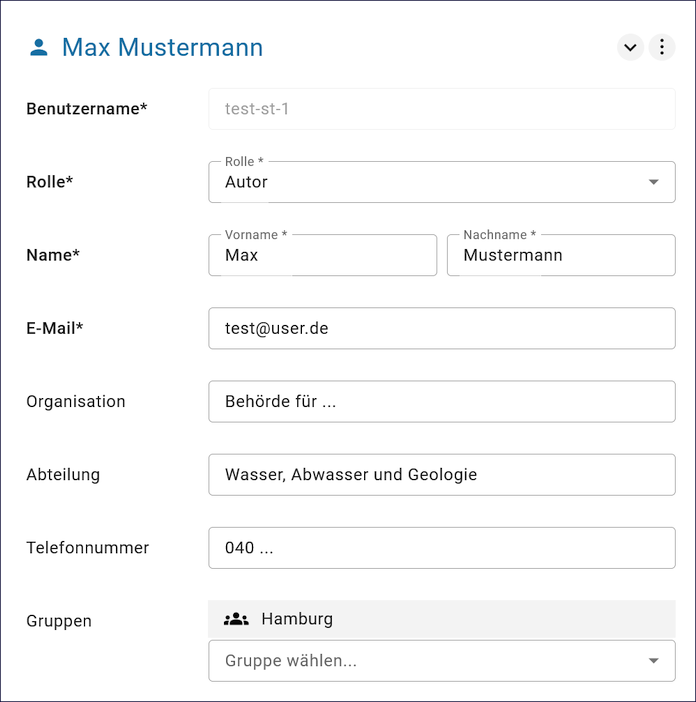 Max Mustermann
Benutzername*
test-st-1
Rolle*
Rolle *
Autor
Name*
Vorname *
Max
Nachname *
Mustermann
E-Mail*
test@user.de
Organisation
Behörde für ...
Abteilung
Wasser, Abwasser und Geologie
Telefonnummer
040 ...
Gruppen
Hamburg
Gruppe wählen...